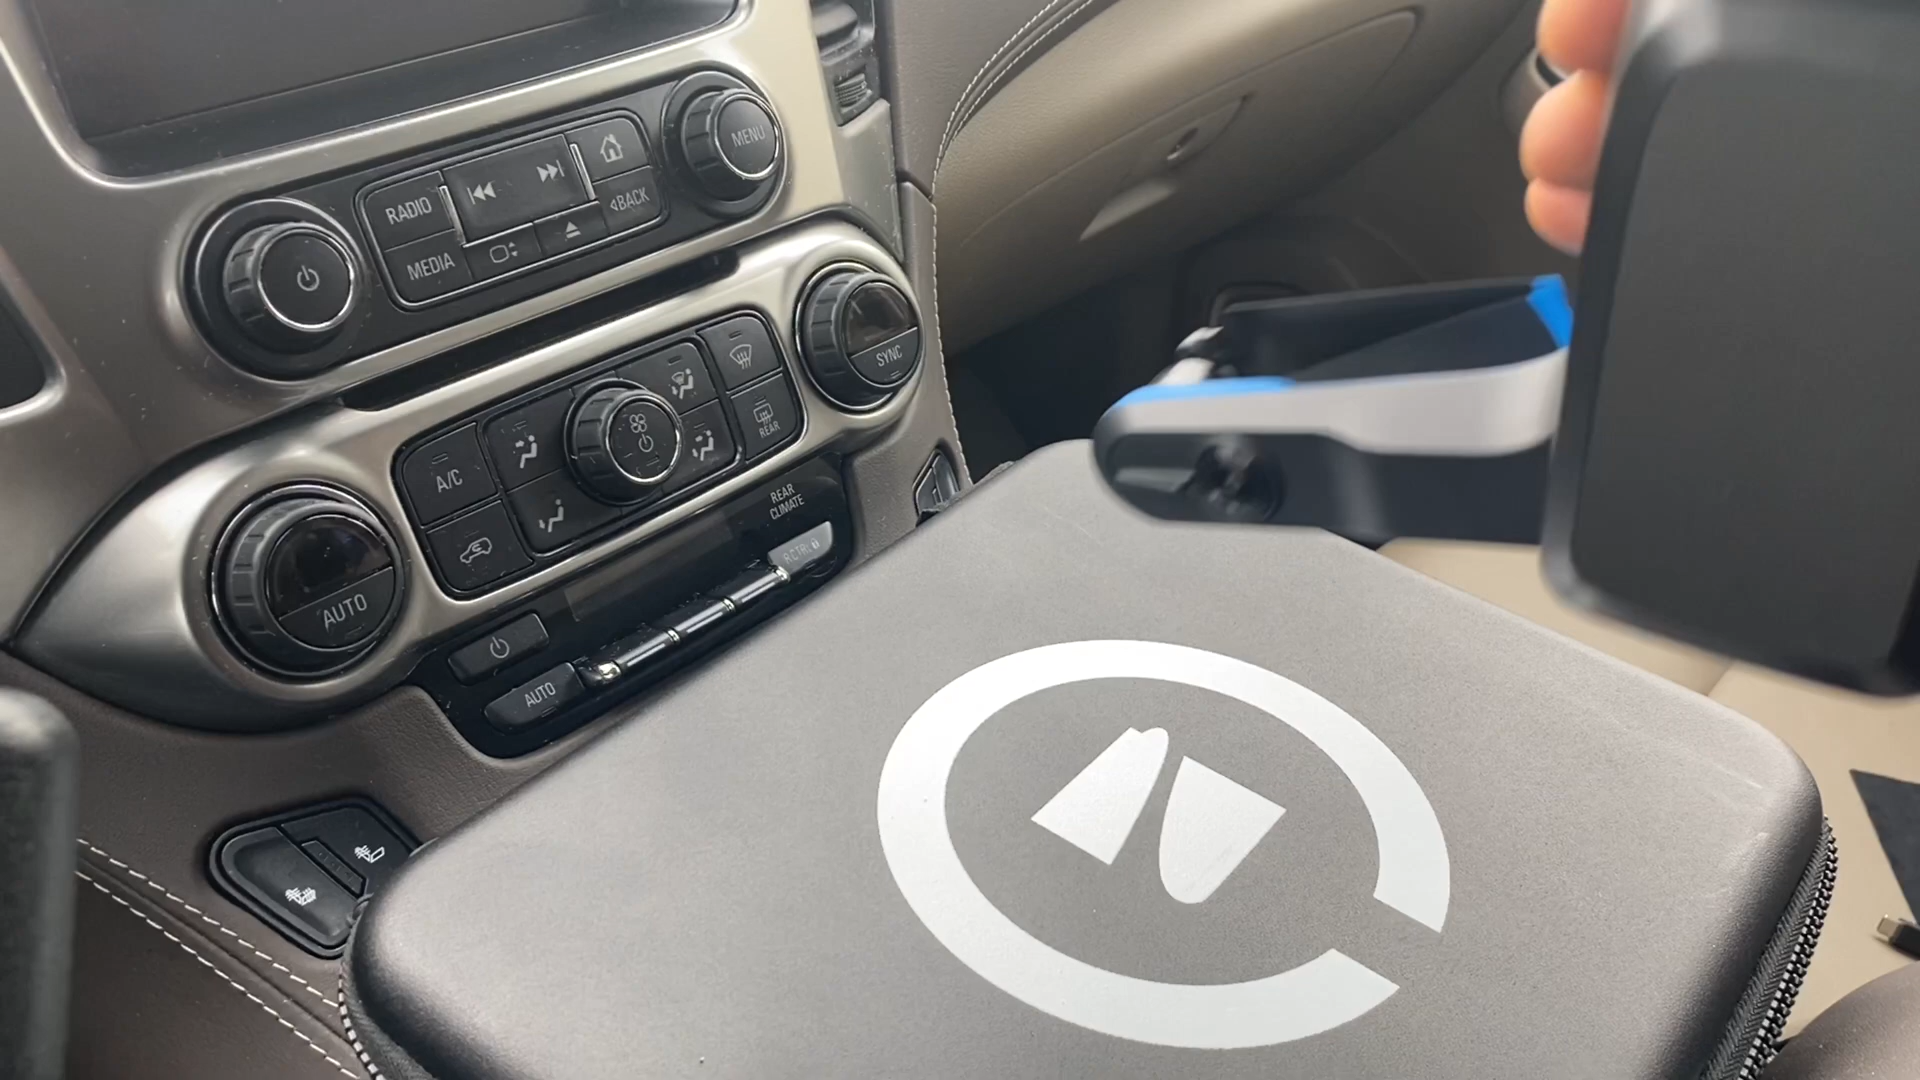 MENU
RADIO
BACK
MEDIA
SYNC
REAR
A/C
REAR
CLIMATE
AUTO
AUTO